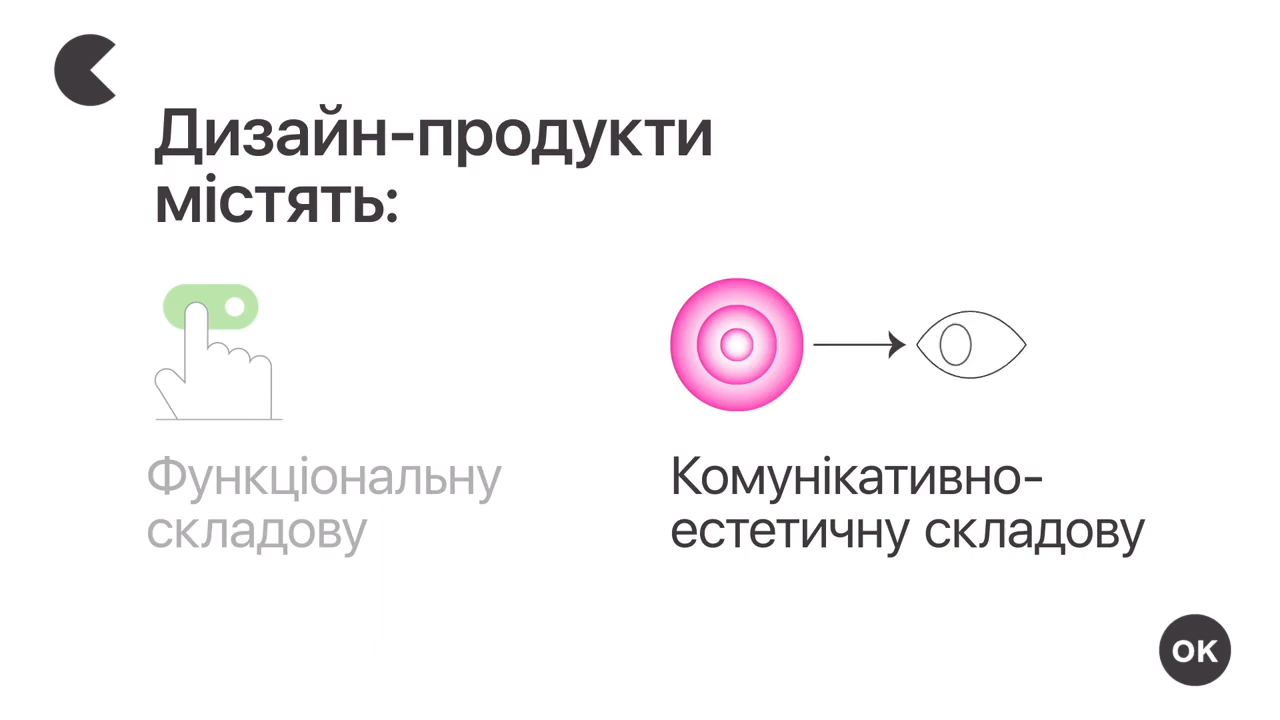 Дизайн-продукти
містять:
Функціональну
складову
Комунікативно-
естетичну складову
OK